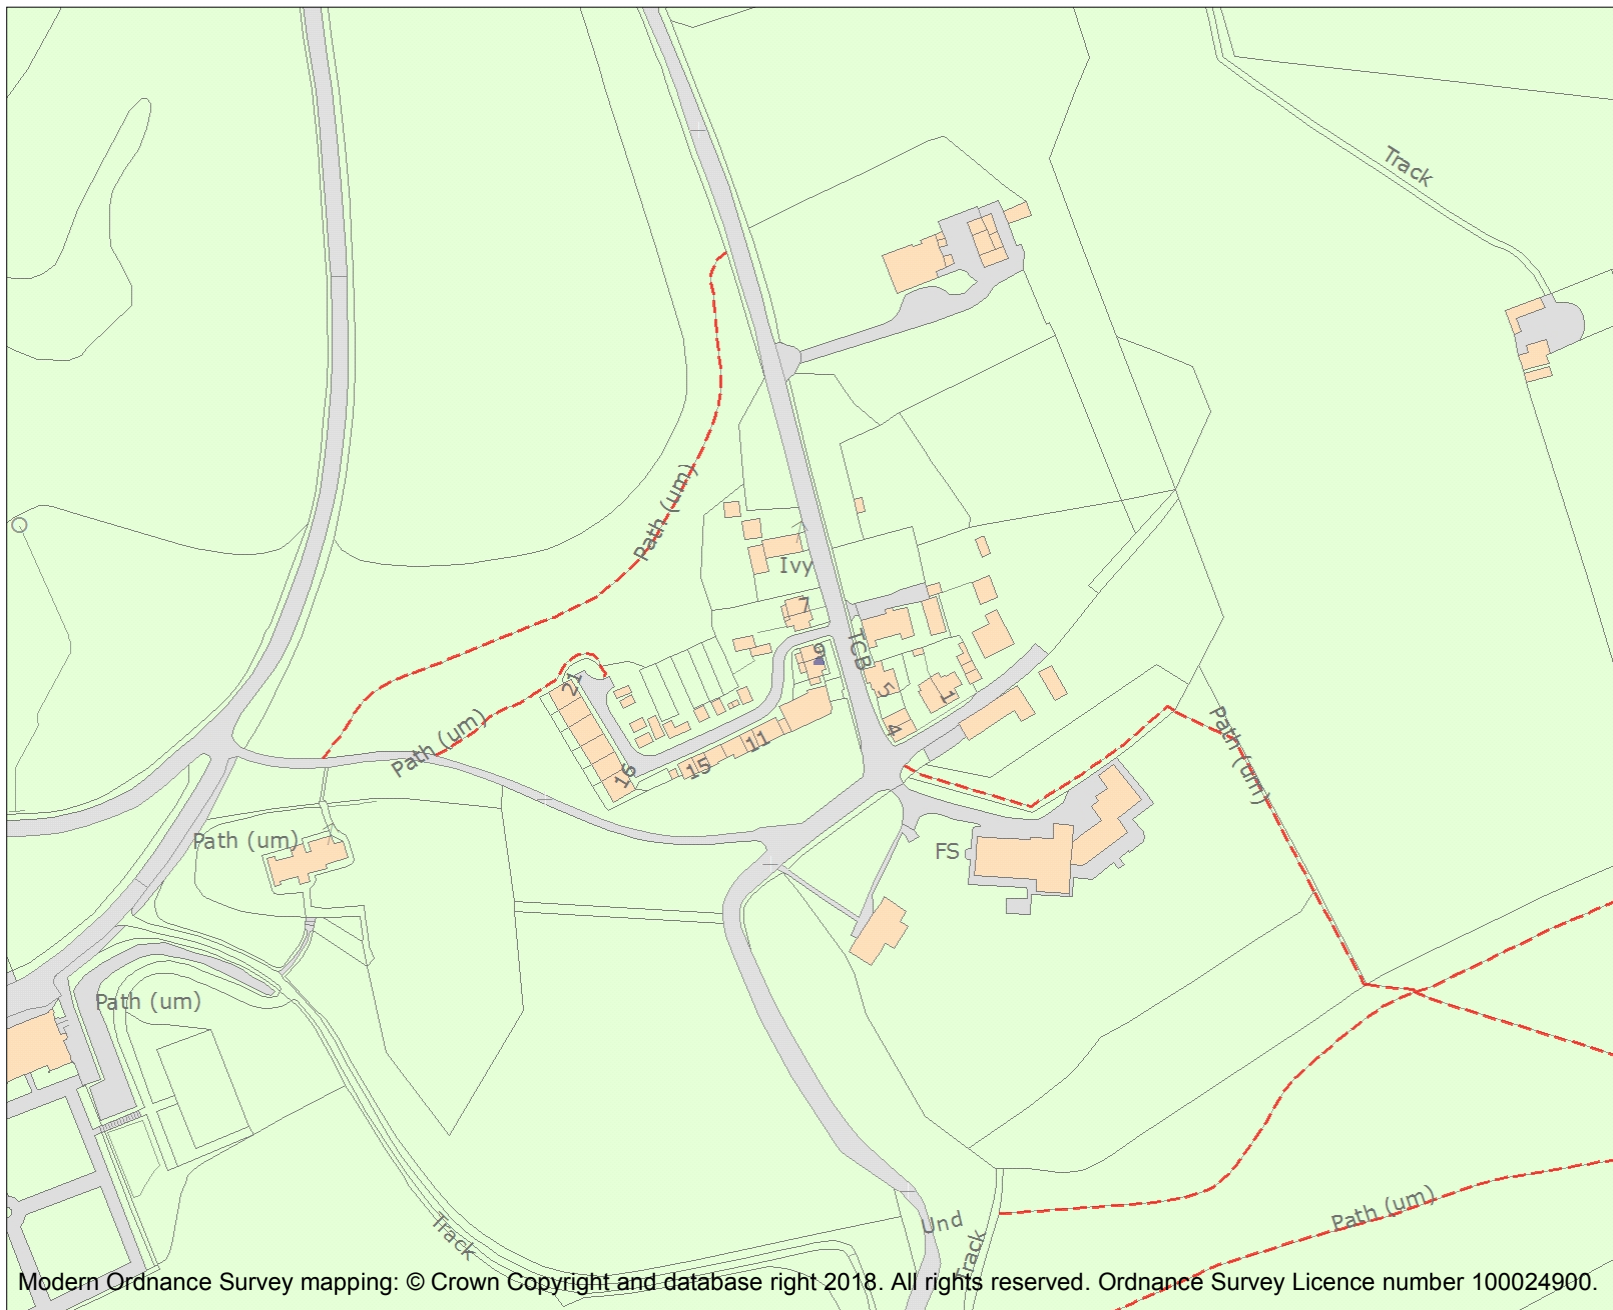 Track
Path (um)
Ivy
7
TCB
9
21
5
1
4
Path (um)
Path (um)
11
15
16
Path (um)
FS
Path (um)
Und
Path (um)
Track
Track
Modern Ordnance Survey mapping: © Crown Copyright and database right 2018. All rights reserved. Ordnance Survey Licence number 100024900.